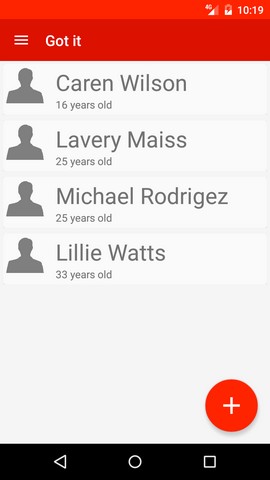 4G 10:19
Got it
Caren Wilson
16 years old
Lavery Maiss
25 years old
Michael Rodrigez
25 years old
Lillie Watts
33 years old